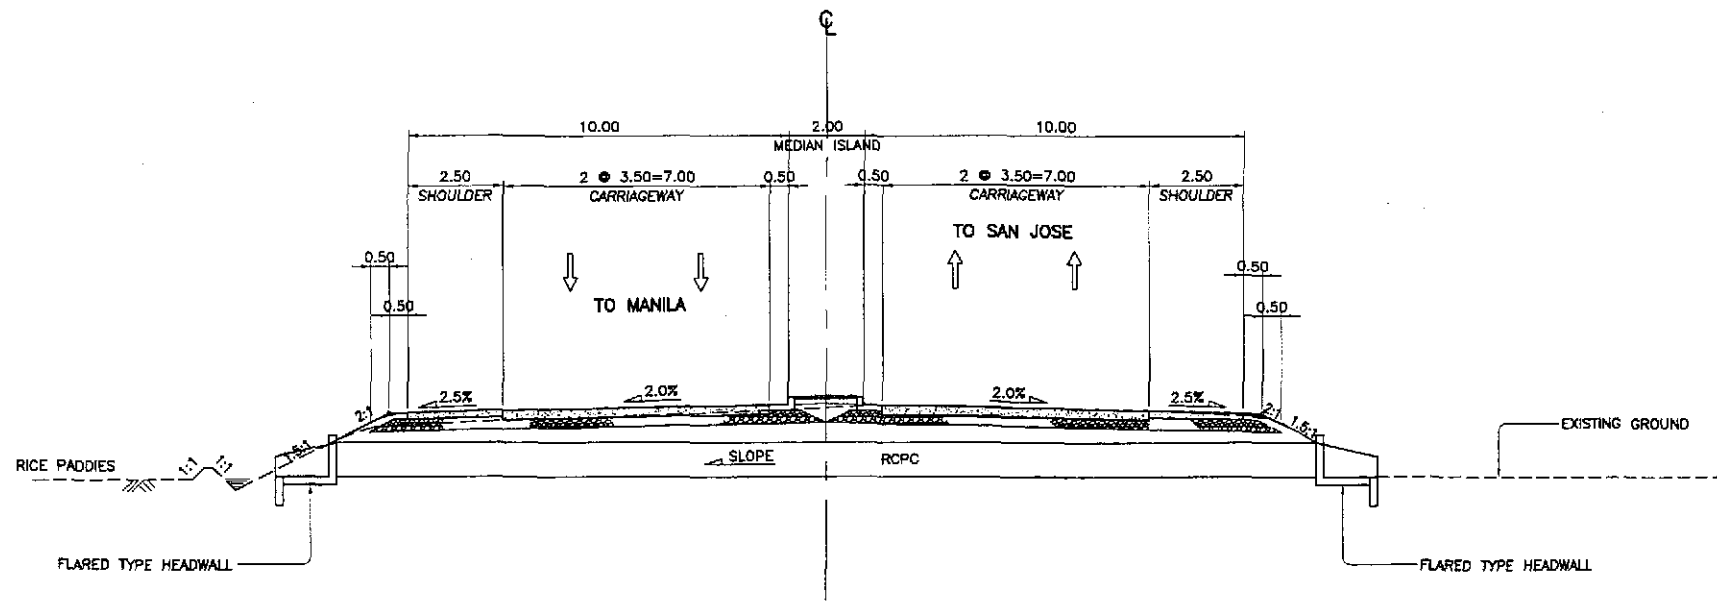 ℄
10.00 2.00 10.00
MEDIAN ISLAND
2.50 2 @ 3.50=7.00 0.50 0.50 2 @ 3.50=7.00 2.50
SHOULDER CARRIAGEWAY CARRIAGEWAY SHOULDER
TO SAN JOSE
0.50 0.50
TO MANILA
0.50 0.50
2.5% 2.0% 2.0% 2.5%
2:1 2:1
1.5:1 1.5:1
EXISTING GROUND
RICE PADDIES 1:1 1:1 SLOPE RCPC
FLARED TYPE HEADWALL FLARED TYPE HEADWALL